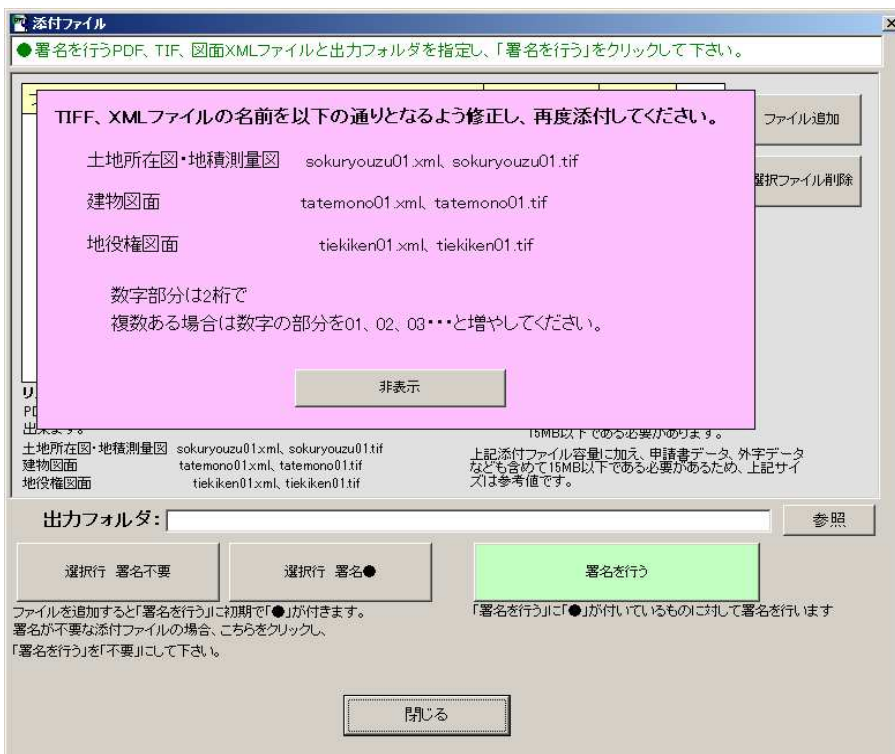 添付ファイル
●署名を行うPDF、TIF、図面XMLファイルと出力フォルダを指定し、「署名を行う」をクリックして下さい。
TIFF、XMLファイルの名前を以下の通りとなるよう修正し、再度添付してください。
土地所在図・地積測量図 sokuryouzu01.xml、sokuryouzu01.tif
建物図面 tatemono01.xml、tatemono01.tif
地役権図面 tiekiken01.xml、tiekiken01.tif
数字部分は2桁で
複数ある場合は数字の部分を01、02、03・・・と増やしてください。
非表示
ファイル追加
選択ファイル削除
15MB以下である必要があります。
土地所在図・地積測量図 sokuryouzu01.xml、sokuryouzu01.tif
建物図面 tatemono01.xml、tatemono01.tif
地役権図面 tiekiken01.xml、tiekiken01.tif
上記添付ファイル容量に加え、申請書データ、外字データ
なども含めて15MB以下である必要があるため、上記サイ
ズは参考値です。
出力フォルダ:
参照
選択行 署名不要
選択行 署名●
署名を行う
ファイルを追加すると「署名を行う」に初期で「●」が付きます。
署名が不要な添付ファイルの場合、こちらをクリックし、
「署名を行う」を「不要」にして下さい。
「署名を行う」に「●」が付いているものに対して署名を行います
閉じる